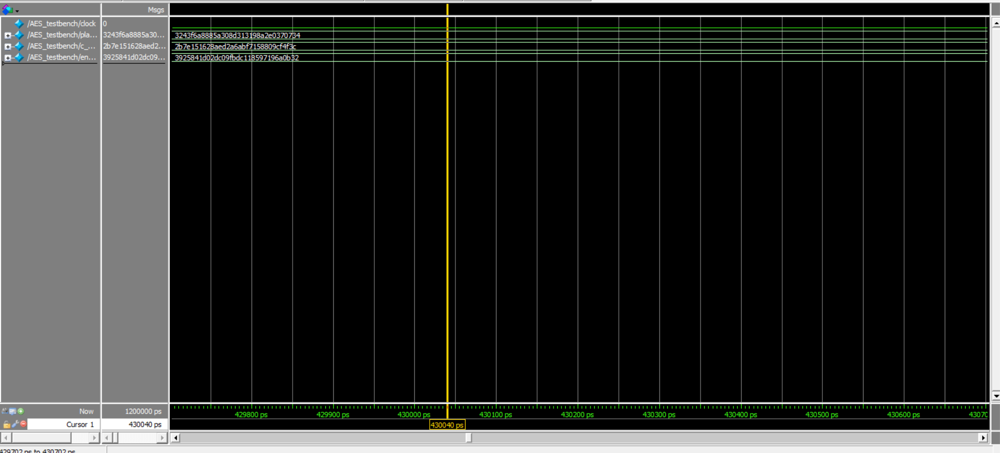 Msgs
/AES_testbench/clock 0
/AES_testbench/pla... 3243f6a8885a30... 3243f6a8885a308d313198a2e0370734
/AES_testbench/c_... 2b7e151628aed2... 2b7e151628aed2a6abf7158809cf4f3c
/AES_testbench/en... 3925841d02dc09... 3925841d02dc09fbdc118597196a0b32
Now 1200000 ps 429800 ps 429900 ps 430000 ps 430100 ps 430200 ps 430300 ps 430400 ps 430500 ps 430600 ps 43070
Cursor 1 430040 ps 430040 ps
429702 ps to 430702 ps